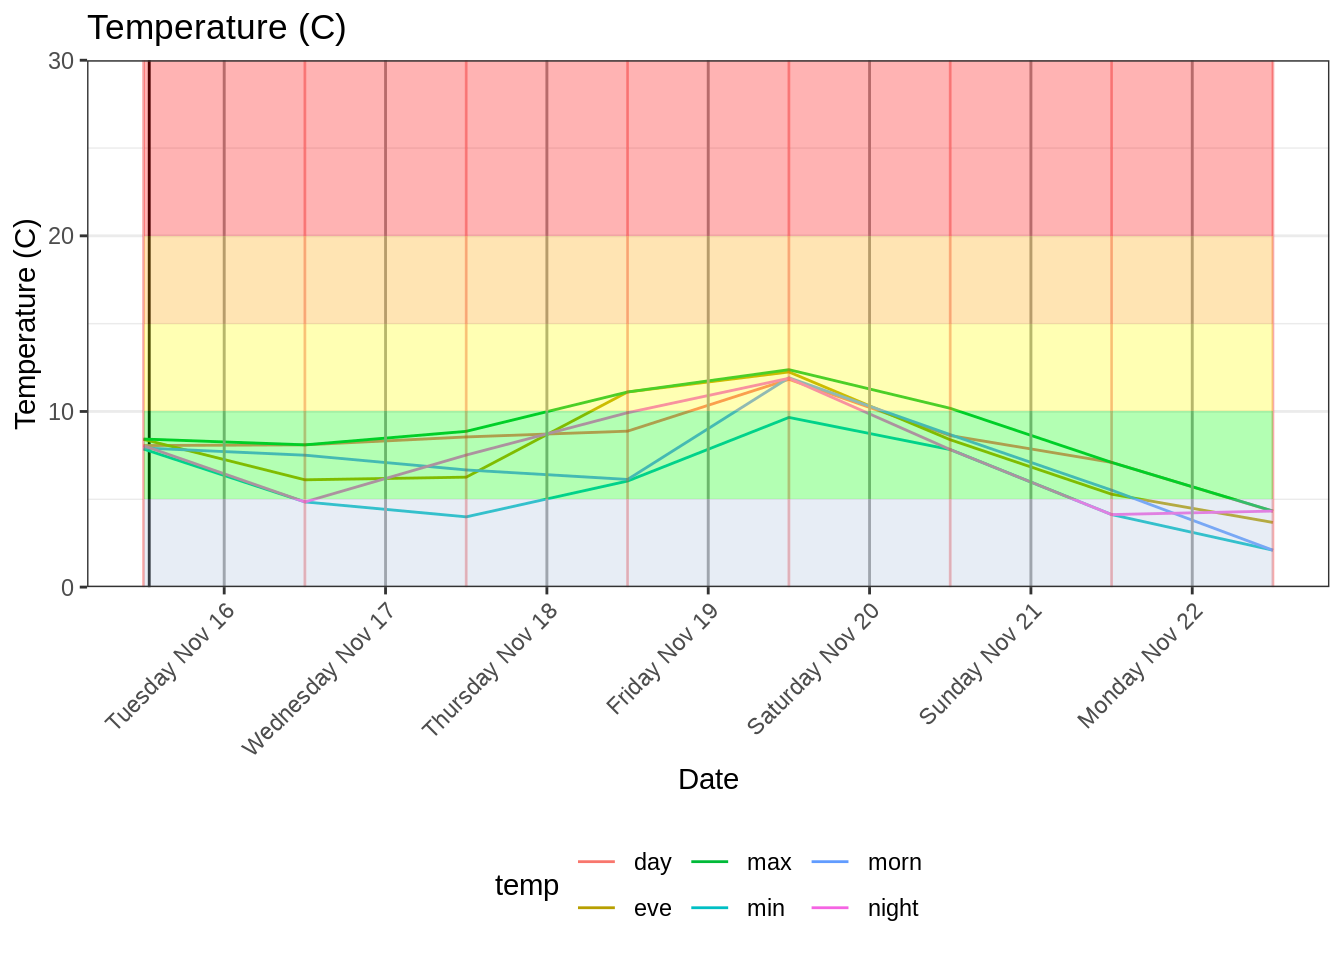 Temperature (C)
Temperature (C)
30
20
10
0
Tuesday Nov 16
Wednesday Nov 17
Thursday Nov 18
Friday Nov 19
Saturday Nov 20
Sunday Nov 21
Monday Nov 22
Date
temp
day
max
morn
eve
min
night